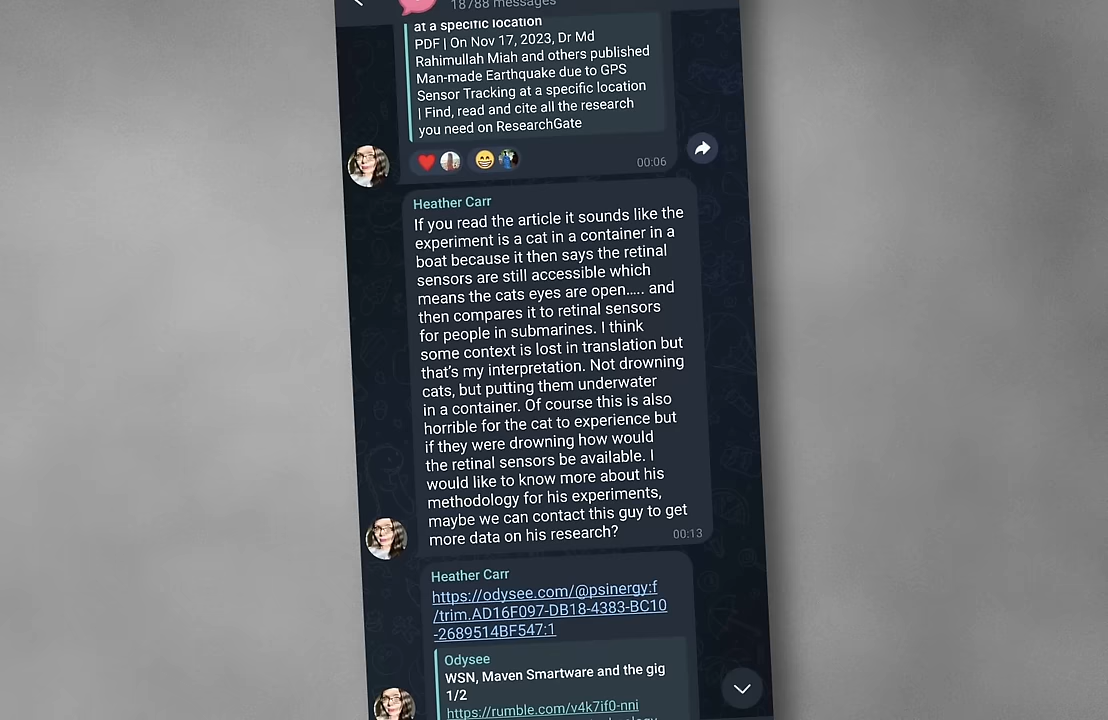 18788 messages
at a specific location
PDF | On Nov 17, 2023, Dr Md
Rahimullah Miah and others published
Man-made Earthquake due to GPS
Sensor Tracking at a specific location
| Find, read and cite all the research
you need on ResearchGate
00:06
Heather Carr
If you read the article it sounds like the
experiment is a cat in a container in a
boat because it then says the retinal
sensors are still accessible which
means the cats eyes are open..... and
then compares it to retinal sensors
for people in submarines. I think
some context is lost in translation but
that's my interpretation. Not drowning
cats, but putting them underwater
in a container. Of course this is also
horrible for the cat to experience but
if they were drowning how would
the retinal sensors be available. I
would like to know more about his
methodology for his experiments,
maybe we can contact this guy to get
more data on his research?
00:13
Heather Carr
https://odysee.com/@psinergy:f
/trim.AD16F097-DB18-4383-BC10
-2689514BF547:1
Odysee
WSN, Maven Smartware and the gig
1/2
https://rumble.com/v4k7if0-nni